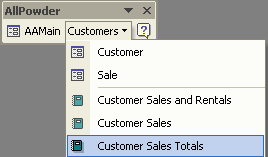 AllPowder
AAMain Customers
Customer
Sale
Customer Sales and Rentals
Customer Sales
Customer Sales Totals